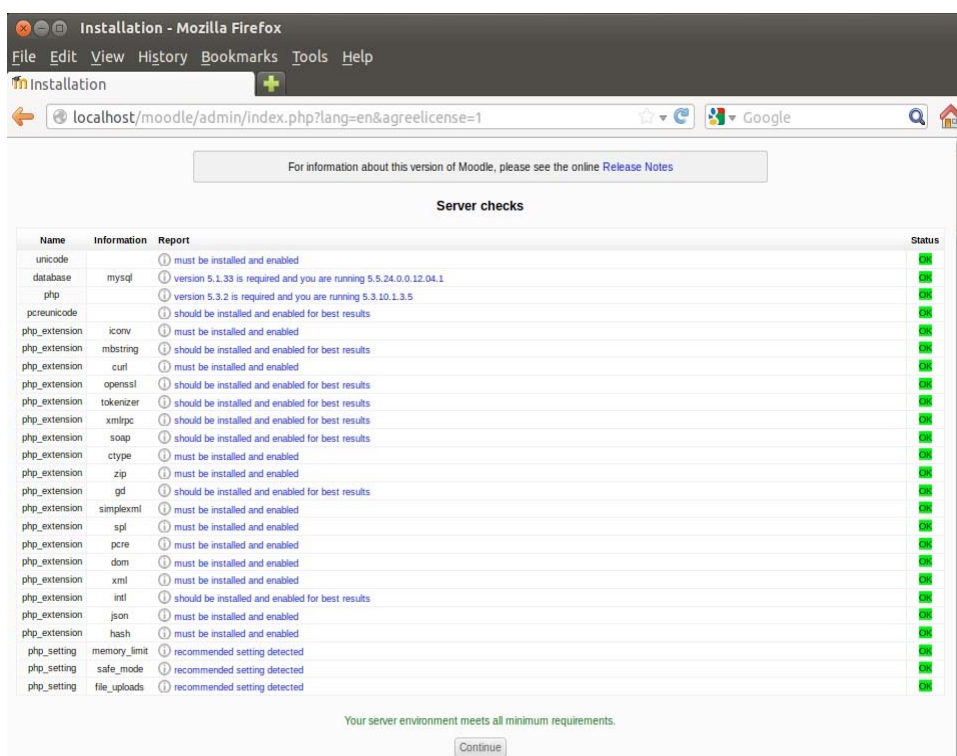 Installation - Mozilla Firefox
File Edit View History Bookmarks Tools Help
Installation
localhost/moodle/admin/index.php?lang=en&agreelicense=1 Google
For information about this version of Moodle, please see the online Release Notes
Server checks
Name Information Report Status
unicode must be installed and enabled OK
database mysql version 5.1.33 is required and you are running 5.5.24.0.0.12.04.1 OK
php version 5.3.2 is required and you are running 5.3.10.1.3.5 OK
pcreunicode should be installed and enabled for best results OK
php_extension iconv must be installed and enabled OK
php_extension mbstring should be installed and enabled for best results OK
php_extension curl must be installed and enabled OK
php_extension openssl should be installed and enabled for best results OK
php_extension tokenizer should be installed and enabled for best results OK
php_extension xmlrpc should be installed and enabled for best results OK
php_extension soap should be installed and enabled for best results OK
php_extension ctype must be installed and enabled OK
php_extension zip must be installed and enabled OK
php_extension gd should be installed and enabled for best results OK
php_extension simplexml must be installed and enabled OK
php_extension spl must be installed and enabled OK
php_extension pcre must be installed and enabled OK
php_extension dom must be installed and enabled OK
php_extension xml must be installed and enabled OK
php_extension intl should be installed and enabled for best results OK
php_extension json must be installed and enabled OK
php_extension hash must be installed and enabled OK
php_setting memory_limit recommended setting detected OK
php_setting safe_mode recommended setting detected OK
php_setting file_uploads recommended setting detected OK
Your server environment meets all minimum requirements.
Continue